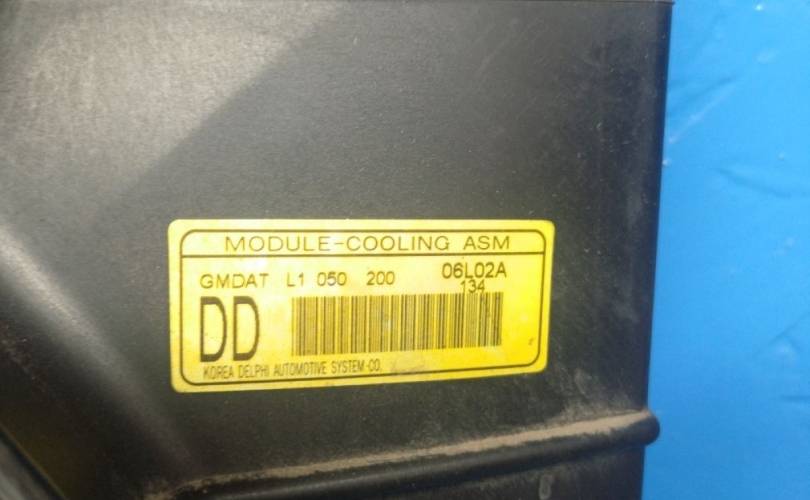 MODULE-COOLING ASM
GMDAT L1 050 200 06L02A
134
DD
KOREA DELPHI AUTOMOTIVE SYSTEM CO.